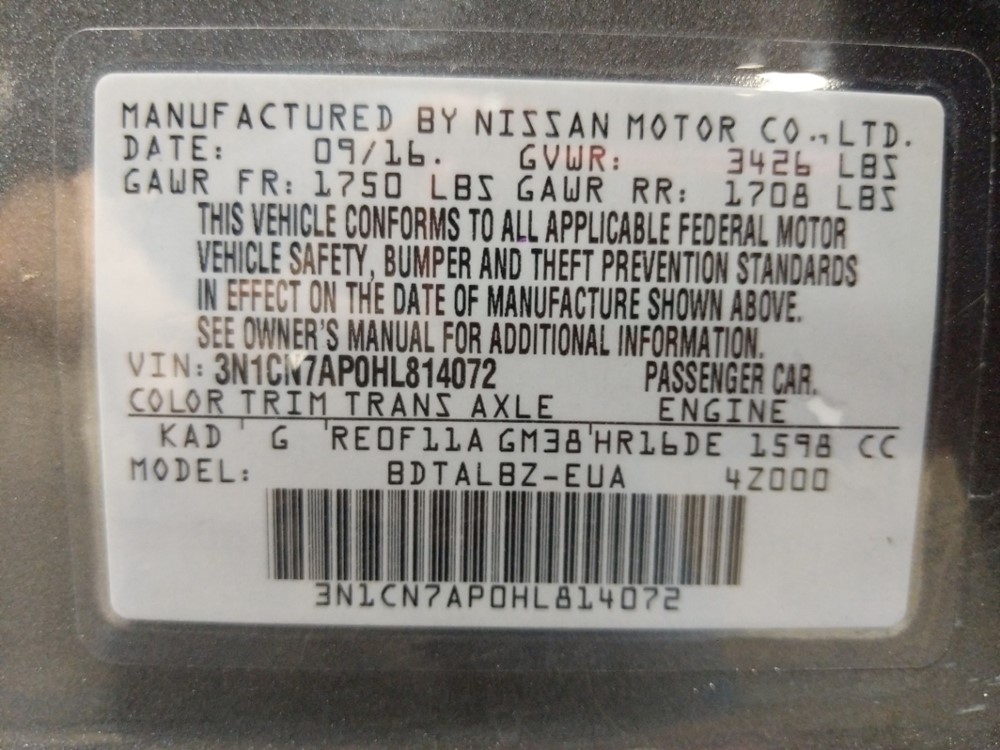 MANUFACTURED BY NISSAN MOTOR CO., LTD.
DATE: 09/16. GVWR: 3426 LBS
GAWR FR: 1750 LBS GAWR RR: 1708 LBS
THIS VEHICLE CONFORMS TO ALL APPLICABLE FEDERAL MOTOR
VEHICLE SAFETY, BUMPER AND THEFT PREVENTION STANDARDS
IN EFFECT ON THE DATE OF MANUFACTURE SHOWN ABOVE.
SEE OWNER'S MANUAL FOR ADDITIONAL INFORMATION.
VIN: 3N1CN7AP0HL814072 PASSENGER CAR.
COLOR TRIM TRANS AXLE ENGINE
KAD ' G 'RE0F11A GM38'HR16DE 1598 CC
MODEL: BDTALBZ-EUA 4Z000
3N1CN7AP0HL814072